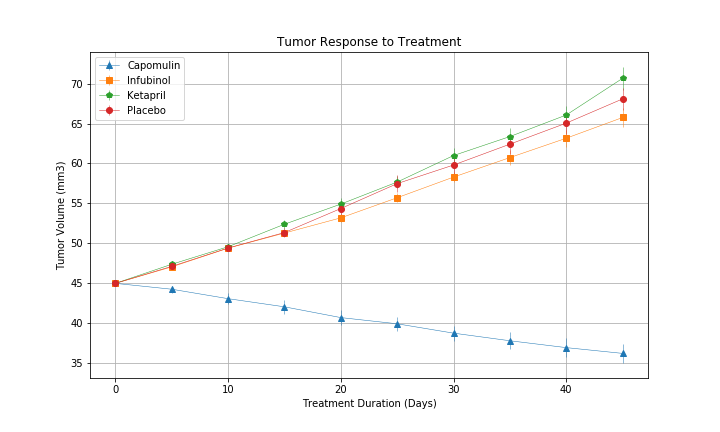 Tumor Response to Treatment
Capomulin
Infubinol
Ketapril
Placebo
70
65
60
55
50
45
40
35
Tumor Volume (mm3)
0 10 20 30 40
Treatment Duration (Days)